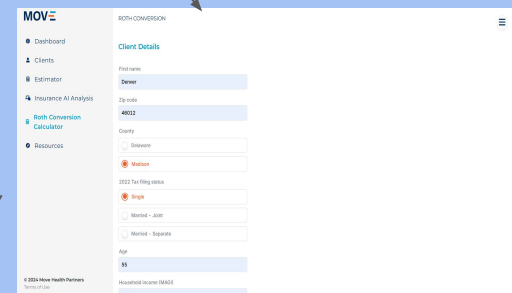 MOVE
ROTH CONVERSION
Dashboard
Clients
Estimator
Insurance AI Analysis
Roth Conversion
Calculator
Resources
© 2024 Move Health Partners
Terms of Use
Client Details
First name
Denver
Zip code
46012
County
Delaware
Madison
2022 Tax filing status
Single
Married - Joint
Married - Separate
Age
55
Household Income (MAGI)